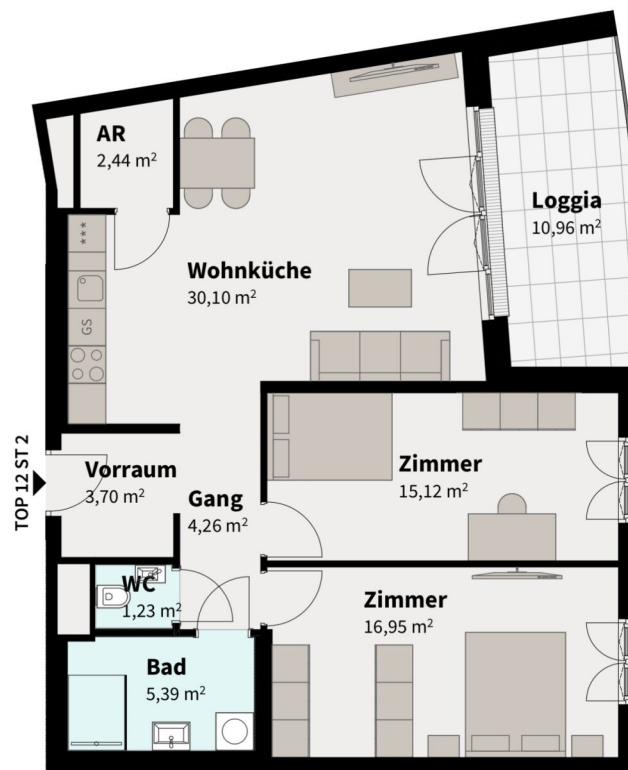 AR
2,44 m²
Loggia
10,96 m²
***
Wohnküche
30,10 m²
GS
TOP 12 ST 2
Vorraum
3,70 m²
Gang
4,26 m²
Zimmer
15,12 m²
WC
1,23 m²
Zimmer
16,95 m²
Bad
5,39 m²